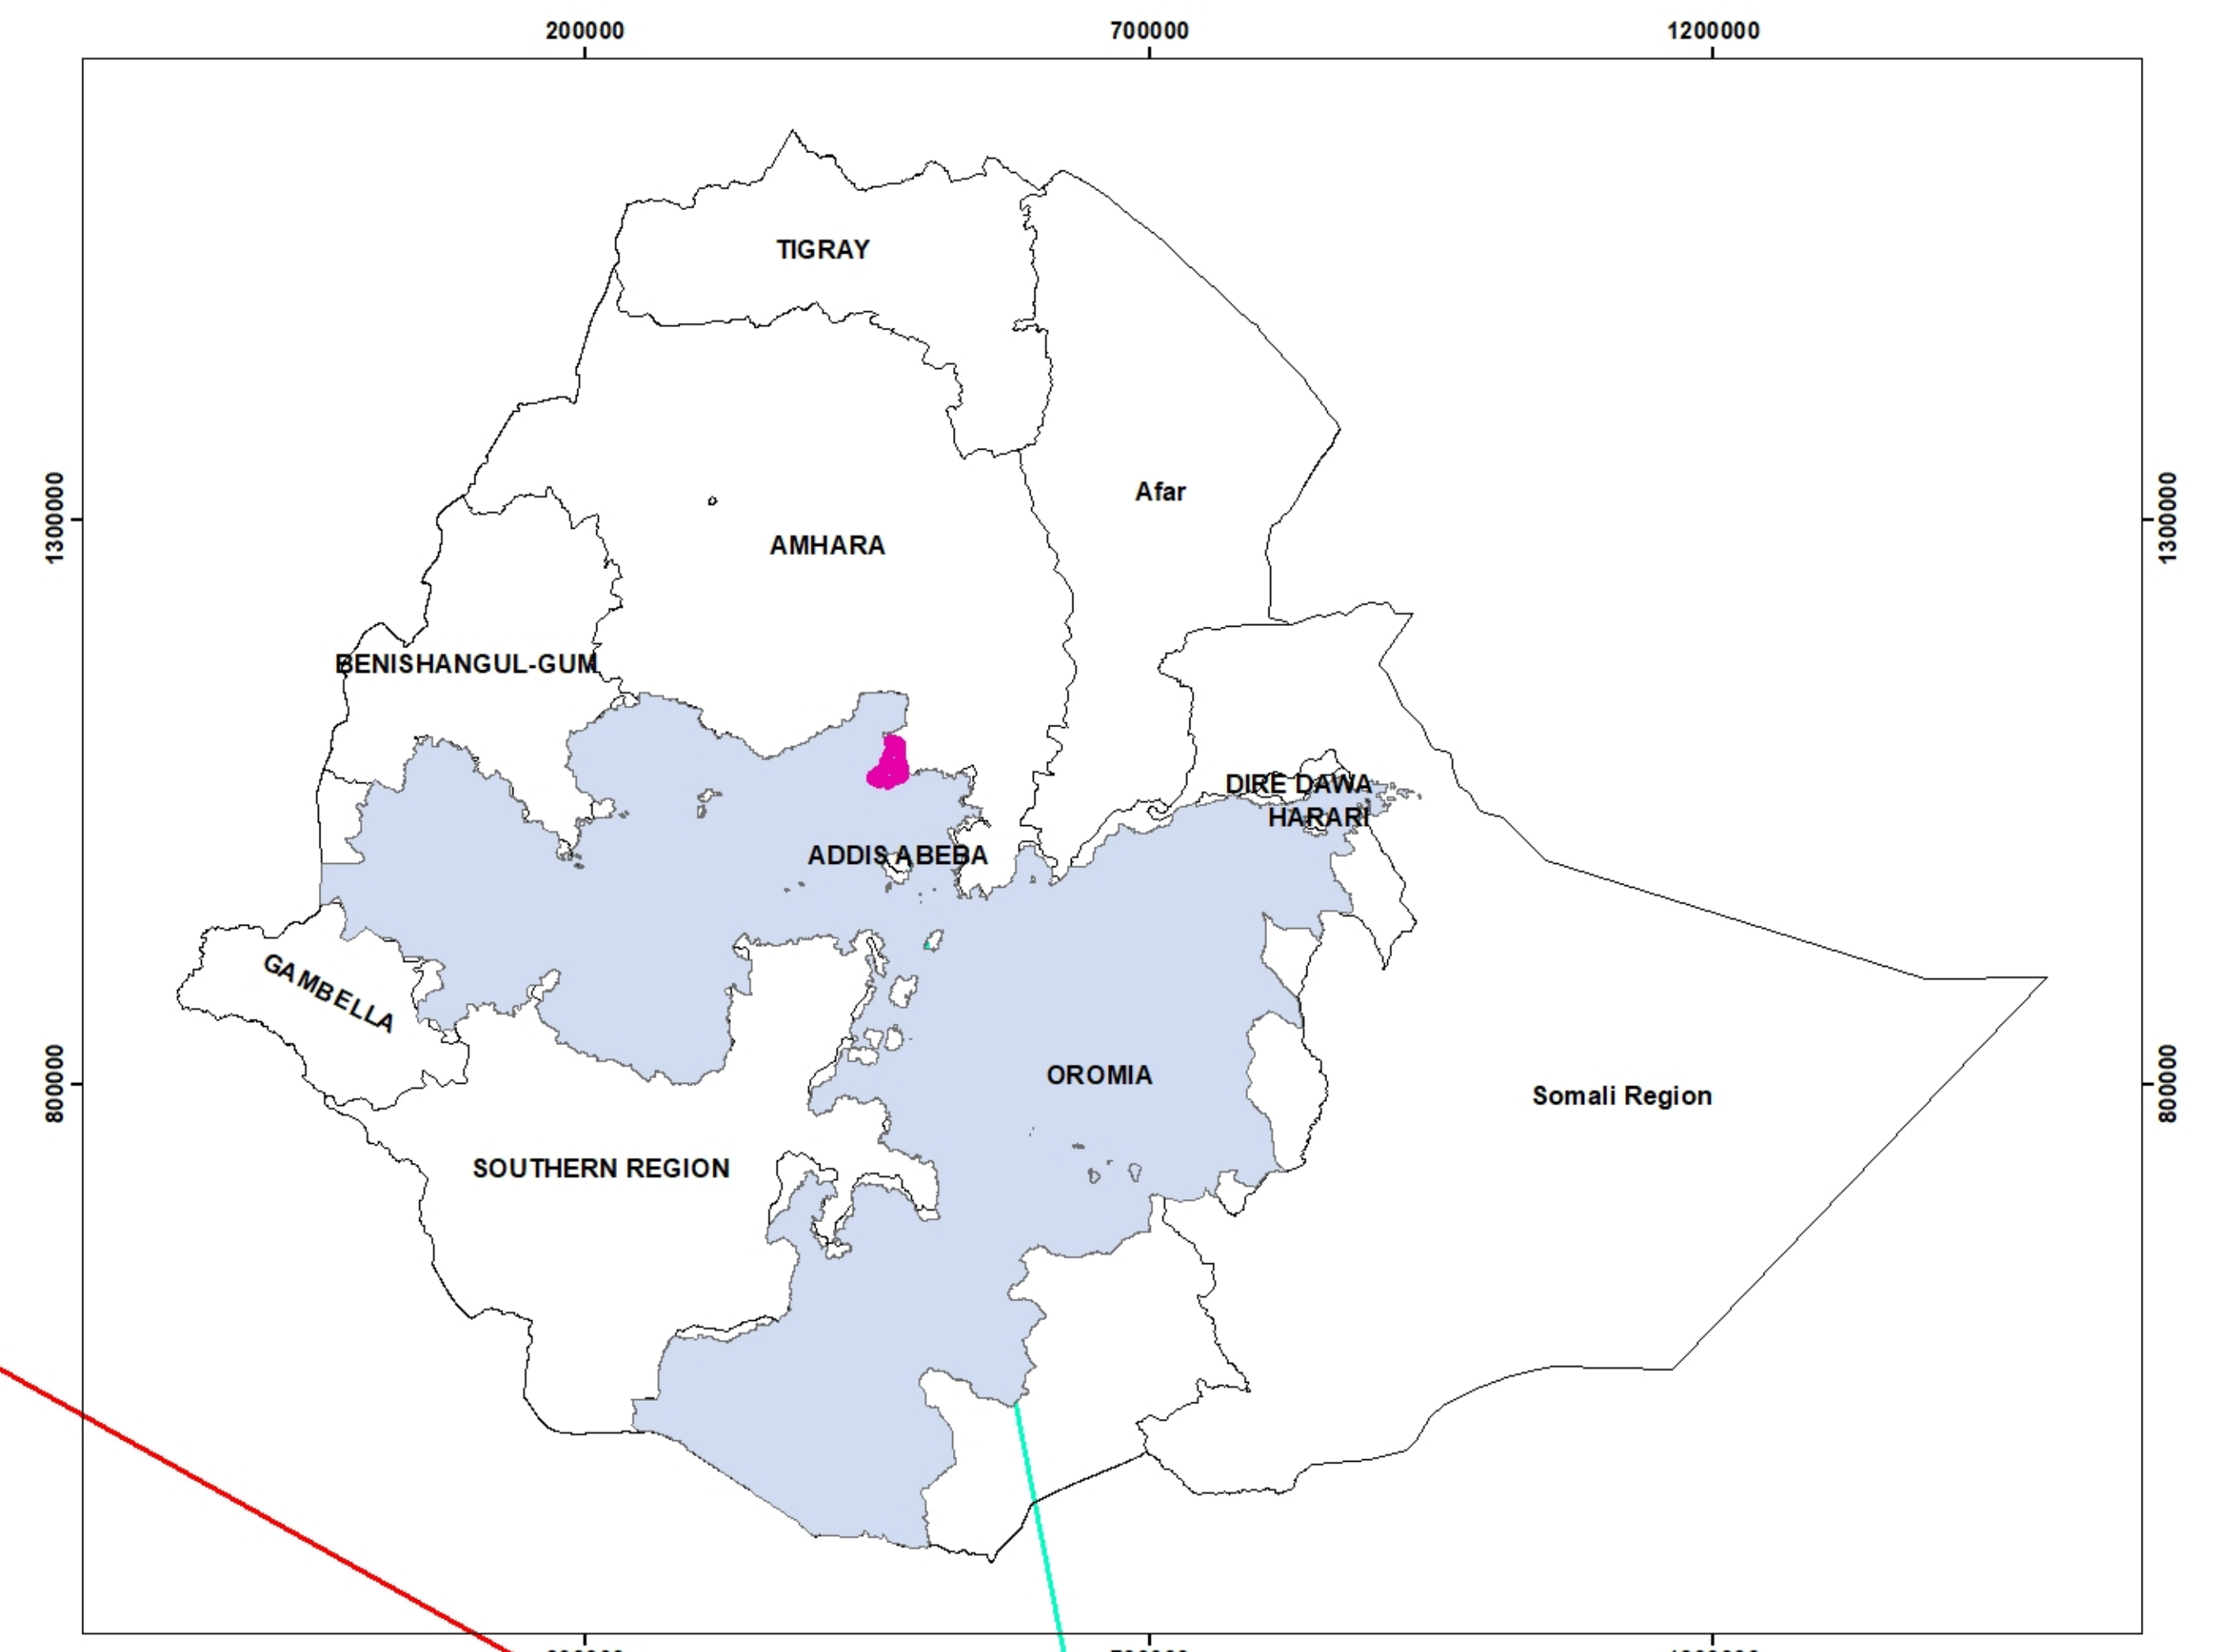 200000 700000 1200000
TIGRAY
Afar
1300000 1300000
AMHARA
BENISHANGUL-GUM
DIRE DAWA
HARARI
ADDIS ABEBA
GAMBELLA
OROMIA
800000 800000
Somali Region
SOUTHERN REGION